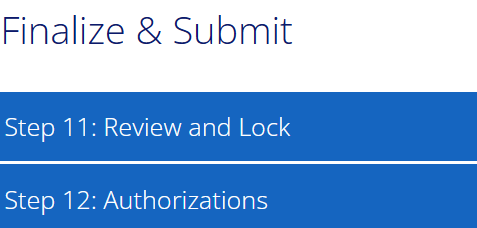 Finalize & Submit
Step 11: Review and Lock
Step 12: Authorizations